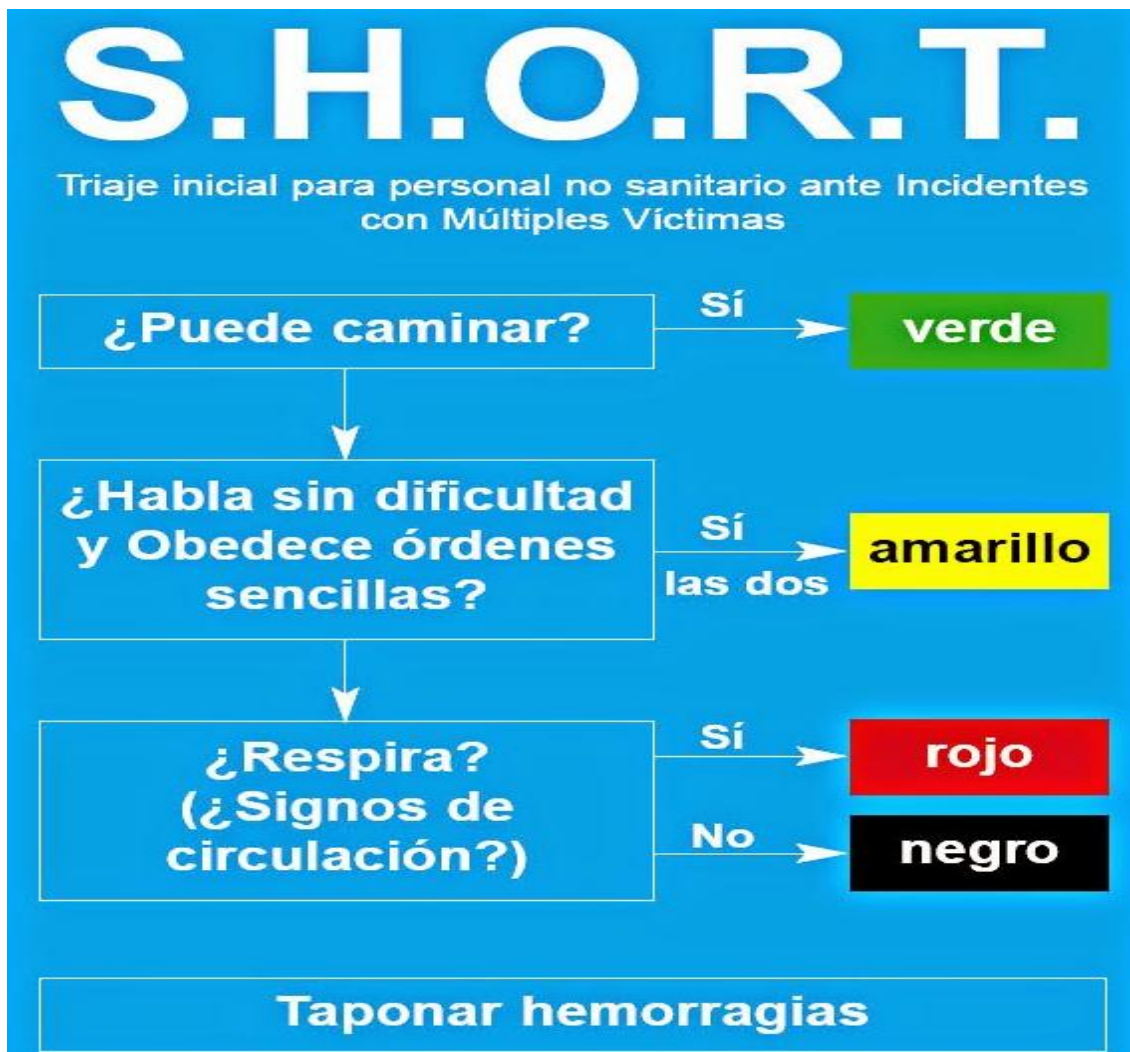 S.H.O.R.T.
Triaje inicial para personal no sanitario ante Incidentes
con Múltiples Víctimas
¿Puede caminar?
Sí
verde
¿Habla sin dificultad
y Obedece órdenes
sencillas?
Sí
las dos
amarillo
¿Respira?
(¿Signos de
circulación?)
Sí
rojo
No
negro
Taponar hemorragias